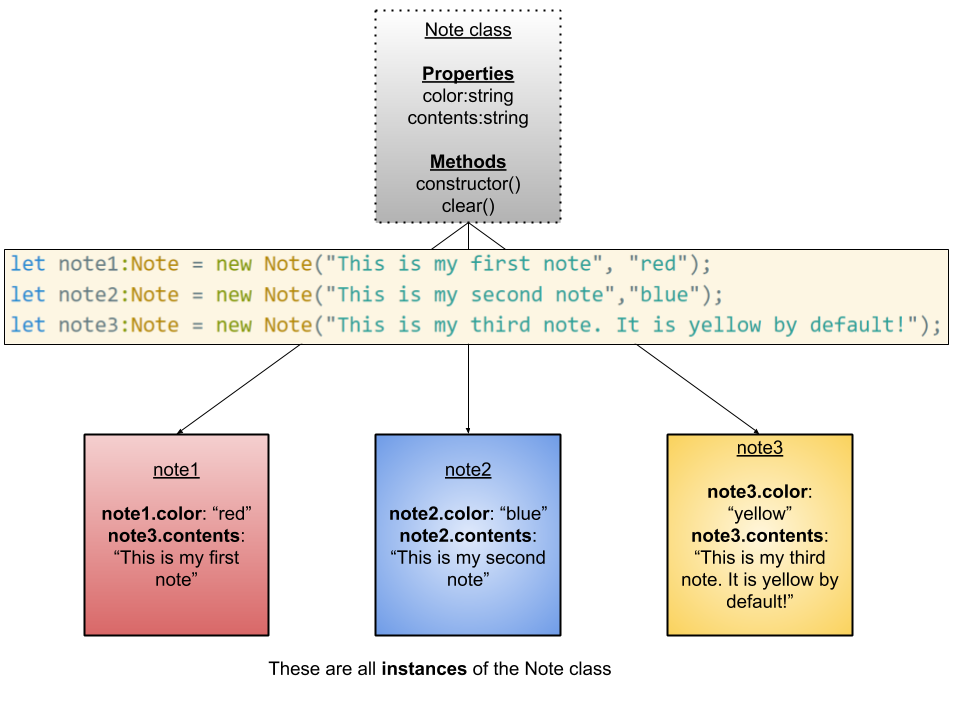 Note class
Properties
color:string
contents:string
Methods
constructor()
clear()
let note1:Note = new Note("This is my first note", "red");
let note2:Note = new Note("This is my second note","blue");
let note3:Note = new Note("This is my third note. It is yellow by default!");
note1
note1.color: “red”
note3.contents:
“This is my first
note”
note2
note2.color: “blue”
note2.contents:
“This is my second
note”
note3
note3.color:
“yellow”
note3.contents:
“This is my third
note. It is yellow by
default!”
These are all instances of the Note class